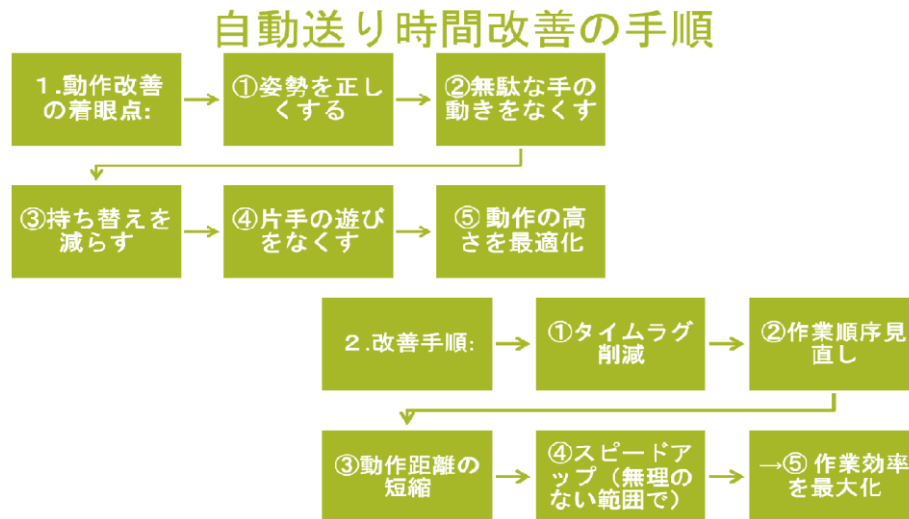 自動送り時間改善の手順
１.動作改善
の着眼点:
①姿勢を正し
くする
②無駄な手の
動きをなくす
③持ち替えを
減らす
④片手の遊び
をなくす
⑤ 動作の高
さを最適化
２.改善手順:
①タイムラグ
削減
②作業順序見
直し
③動作距離の
短縮
④スピードア
ップ（無理の
ない範囲で）
→⑤ 作業効率
を最大化